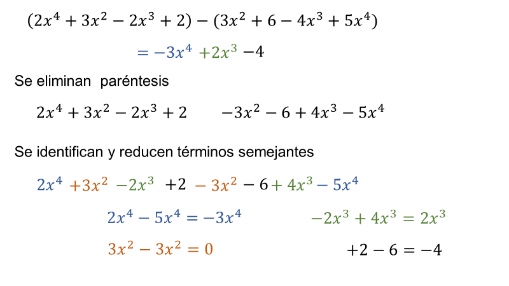 (2x⁴ + 3x² − 2x³ + 2) − (3x² + 6 − 4x³ + 5x⁴)
= −3x⁴ +2x³ −4
Se eliminan paréntesis
2x⁴ + 3x² − 2x³ + 2 −3x² − 6 + 4x³ − 5x⁴
Se identifican y reducen términos semejantes
2x⁴ +3x² −2x³ +2 − 3x² − 6 + 4x³ − 5x⁴
2x⁴ − 5x⁴ = −3x⁴ −2x³ + 4x³ = 2x³
3x² − 3x² = 0 +2 − 6 = −4